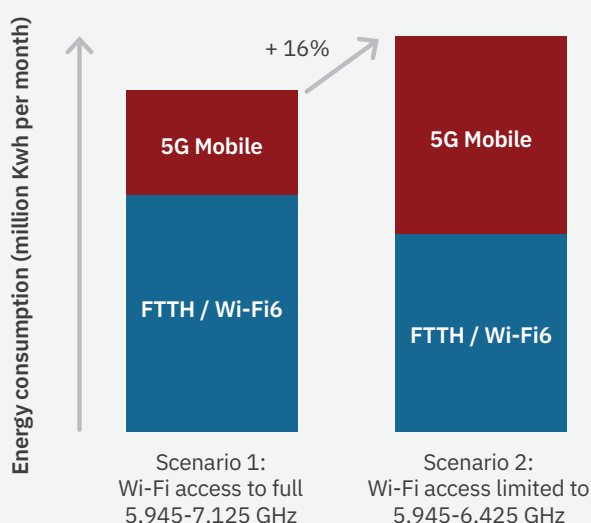 Energy consumption (million Kwh per month)
+ 16%
5G Mobile
FTTH / Wi-Fi6
5G Mobile
FTTH / Wi-Fi6
Scenario 1:
Wi-Fi access to full
5,945-7,125 GHz
Scenario 2:
Wi-Fi access limited to
5,945-6,425 GHz